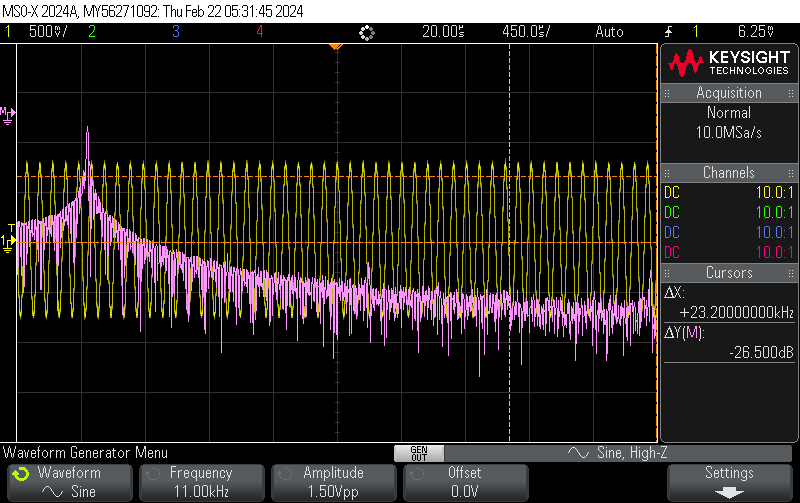 MSO-X 2024A, MY56271092: Thu Feb 22 05:31:45 2024
1 500mV/ 2 3 4 20.00us/ 450.0us/ Auto 1 6.25V
KEYSIGHT
TECHNOLOGIES
Acquisition
Normal
10.0MSa/s
Channels
DC 10.0:1
DC 10.0:1
DC 10.0:1
DC 10.0:1
Cursors
ΔX:
+23.20000000kHz
ΔY(M):
-26.500dB
M
T
1
Waveform Generator Menu
GEN
OUT
Sine, High-Z
Waveform
Sine
Frequency
11.00kHz
Amplitude
1.50Vpp
Offset
0.0V
Settings